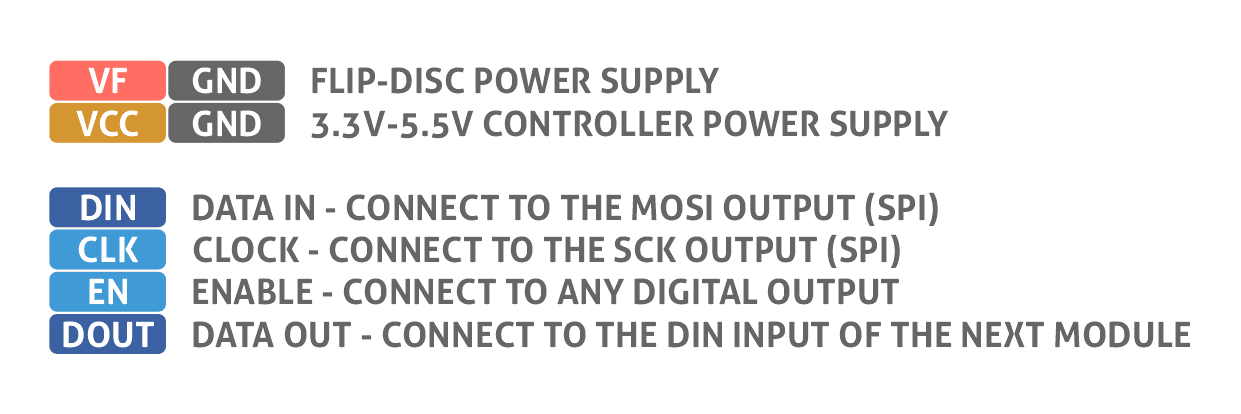 VF GND FLIP-DISC POWER SUPPLY
VCC GND 3.3V-5.5V CONTROLLER POWER SUPPLY
DIN DATA IN - CONNECT TO THE MOSI OUTPUT (SPI)
CLK CLOCK - CONNECT TO THE SCK OUTPUT (SPI)
EN ENABLE - CONNECT TO ANY DIGITAL OUTPUT
DOUT DATA OUT - CONNECT TO THE DIN INPUT OF THE NEXT MODULE